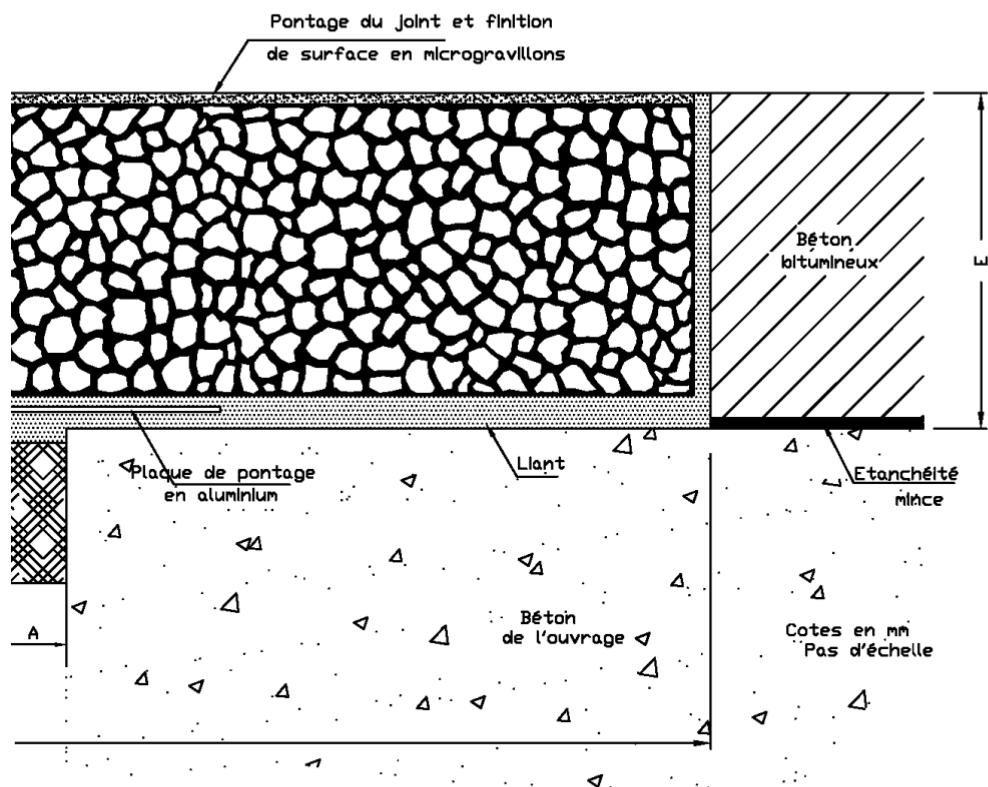 Pontage du joint et finition
de surface en microgravillons
Béton
bitumineux
E
Plaque de pontage
en aluminium
Liant
Etanchéité
mince
A
Béton
de l'ouvrage
Cotes en mm
Pas d'échelle